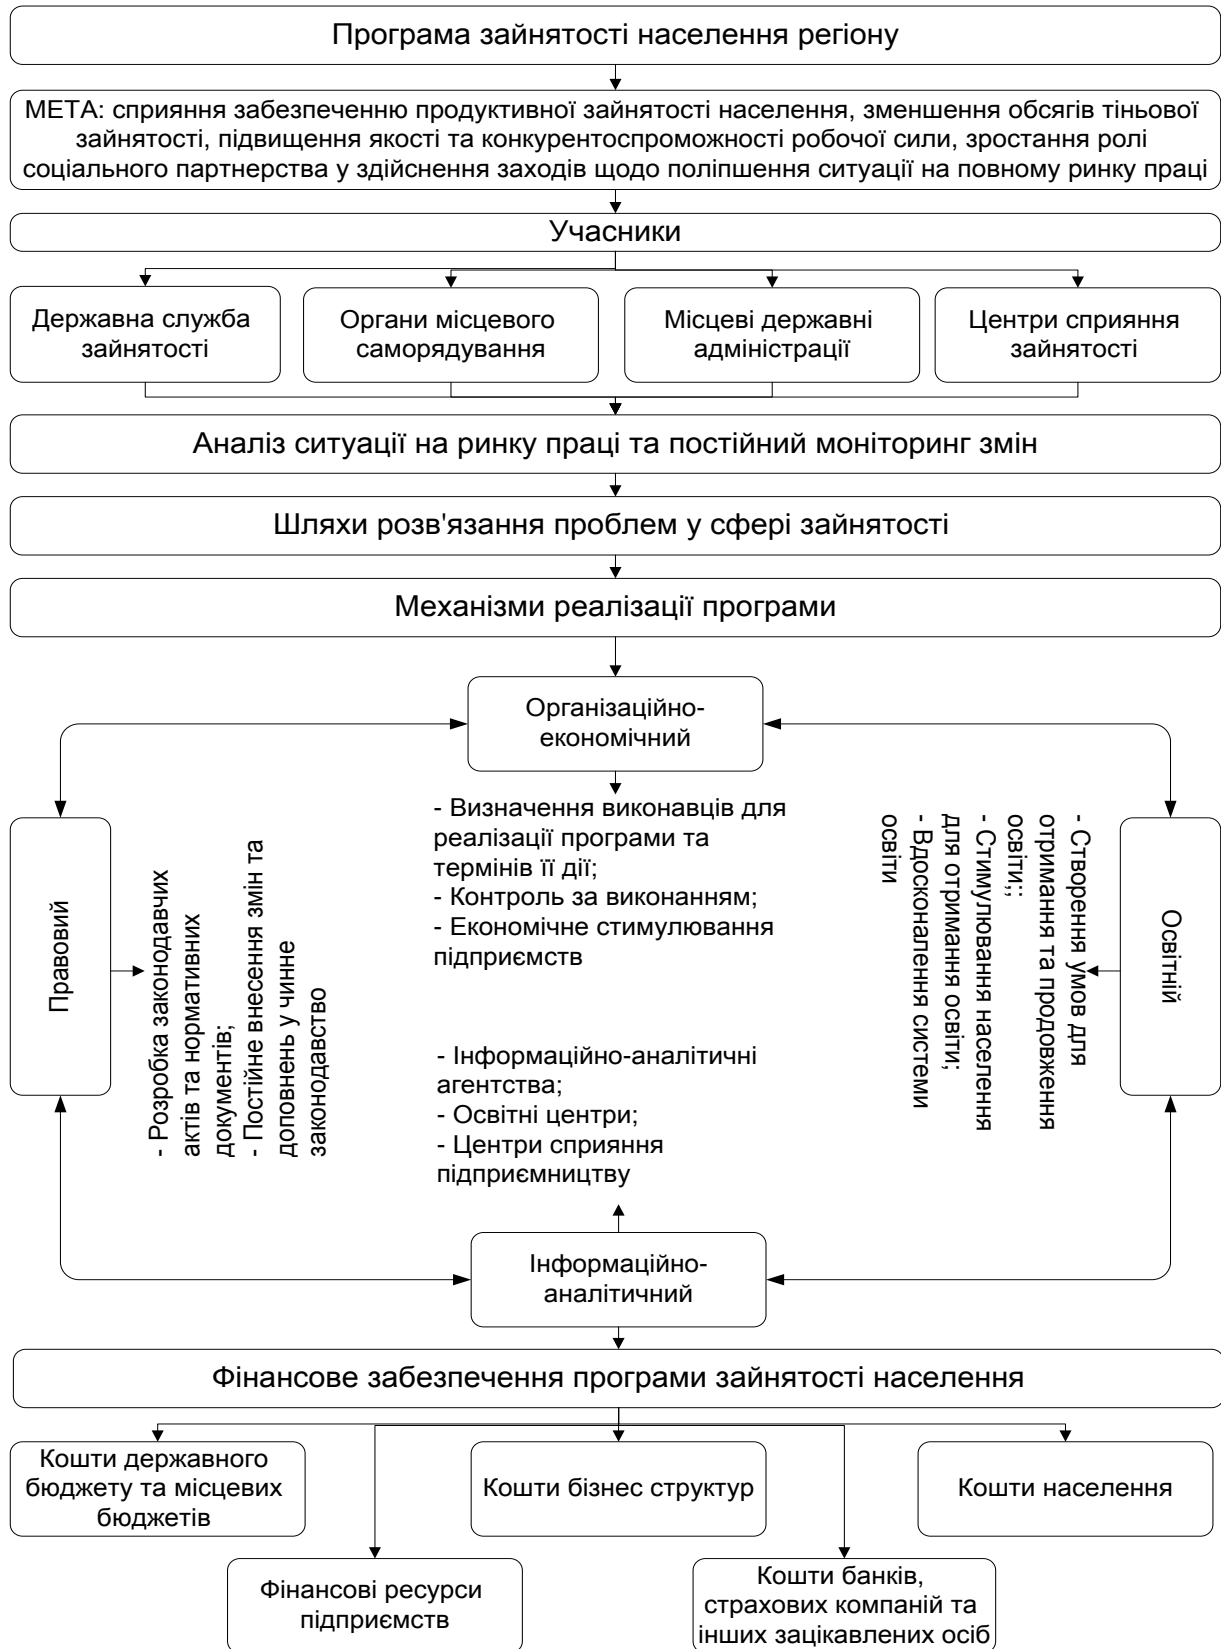 Програма зайнятості населення регіону
МЕТА: сприяння забезпеченню продуктивної зайнятості населення, зменшення обсягів тіньової
зайнятості, підвищення якості та конкурентоспроможності робочої сили, зростання ролі
соціального партнерства у здійснення заходів щодо поліпшення ситуації на повному ринку праці
Учасники
Державна служба
зайнятості
Органи місцевого
саморядування
Місцеві державні
адміністрації
Центри сприяння
зайнятості
Аналіз ситуації на ринку праці та постійний моніторинг змін
Шляхи розв'язання проблем у сфері зайнятості
Механізми реалізації програми
Організаційно-
економічний
- Визначення виконавців для
реалізації програми та
термінів її дії;
- Контроль за виконанням;
- Економічне стимулювання
підприємств
Правовий
- Розробка законодавчих
актів та нормативних
документів;
- Постійне внесення змін та
доповнень у чинне
законодавство
Освітній
- Створення умов для
отримання та продовження
освіти;;
- Стимулювання населення
для отримання освіти;
- Вдосконалення системи
освіти
- Інформаційно-аналітичні
агентства;
- Освітні центри;
- Центри сприяння
підприємництву
Інформаційно-
аналітичний
Фінансове забезпечення програми зайнятості населення
Кошти державного
бюджету та місцевих
бюджетів
Кошти бізнес структур
Кошти населення
Фінансові ресурси
підприємств
Кошти банків,
страхових компаній та
інших зацікавлених осіб